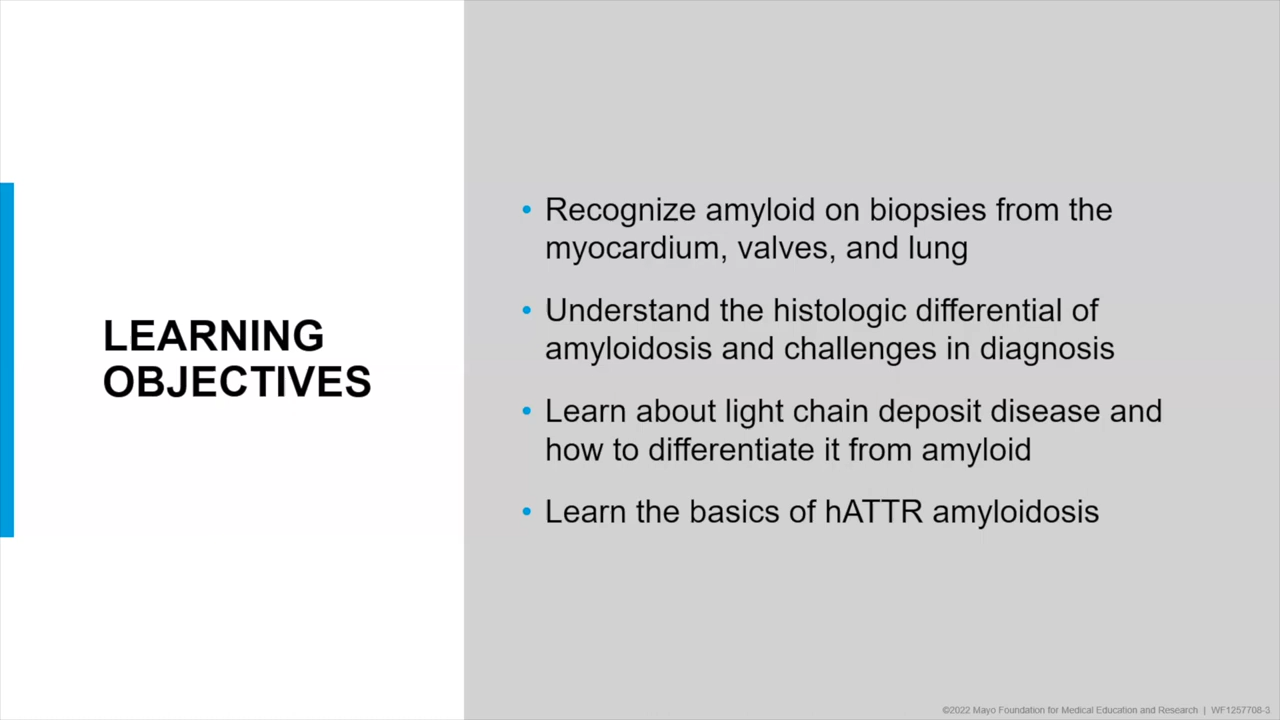 LEARNING
OBJECTIVES
• Recognize amyloid on biopsies from the
myocardium, valves, and lung
• Understand the histologic differential of
amyloidosis and challenges in diagnosis
• Learn about light chain deposit disease and
how to differentiate it from amyloid
• Learn the basics of hATTR amyloidosis
©2022 Mayo Foundation for Medical Education and Research | WF1257708-3